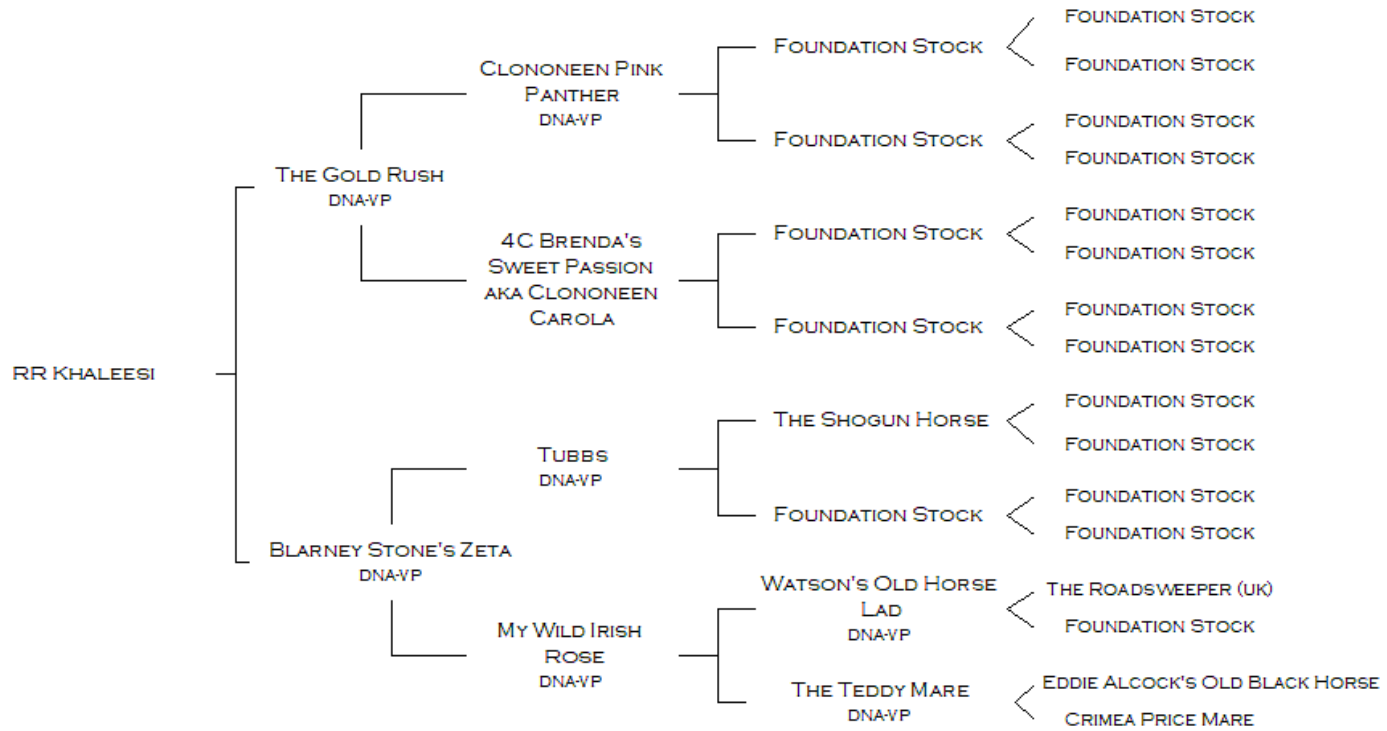 RR Khaleesi
The Gold Rush
DNA-VP
Blarney Stone's Zeta
DNA-VP
Clononeen Pink
Panther
DNA-VP
4C Brenda's
Sweet Passion
aka Clononeen
Carola
Tubbs
DNA-VP
My Wild Irish
Rose
DNA-VP
Foundation Stock
Foundation Stock
Foundation Stock
Foundation Stock
The Shogun Horse
Foundation Stock
Watson's Old Horse
Lad
DNA-VP
The Teddy Mare
DNA-VP
Foundation Stock
Foundation Stock
Foundation Stock
Foundation Stock
Foundation Stock
Foundation Stock
Foundation Stock
Foundation Stock
Foundation Stock
Foundation Stock
Foundation Stock
Foundation Stock
The Roadsweeper (UK)
Foundation Stock
Eddie Alcock's Old Black Horse
Crimea Price Mare